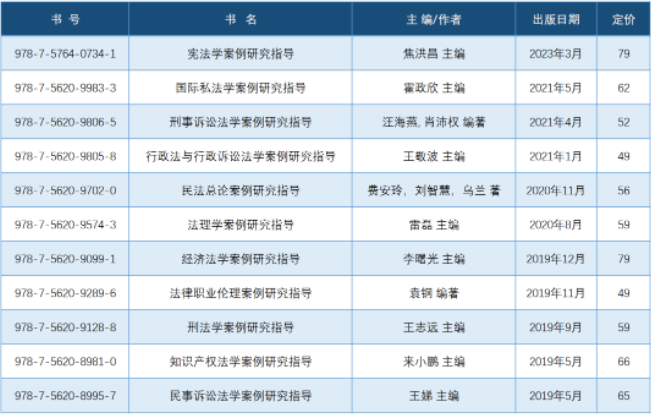 书 号 书 名 主 编/作者 出版日期 定价
978-7-5764-0734-1 宪法学案例研究指导 焦洪昌 主编 2023年3月 79
978-7-5620-9983-3 国际私法学案例研究指导 霍政欣 主编 2021年5月 62
978-7-5620-9806-5 刑事诉讼法学案例研究指导 汪海燕, 肖沛权 编著 2021年4月 52
978-7-5620-9805-8 行政法与行政诉讼法学案例研究指导 王敬波 主编 2021年1月 49
978-7-5620-9702-0 民法总论案例研究指导 费安玲，刘智慧，乌兰 著 2020年11月 56
978-7-5620-9574-3 法理学案例研究指导 雷磊 主编 2020年8月 59
978-7-5620-9099-1 经济法学案例研究指导 李曙光 主编 2019年12月 79
978-7-5620-9289-6 法律职业伦理案例研究指导 袁钢 编著 2019年11月 49
978-7-5620-9128-8 刑法学案例研究指导 王志远 主编 2019年9月 59
978-7-5620-8981-0 知识产权法学案例研究指导 来小鹏 主编 2019年5月 66
978-7-5620-8995-7 民事诉讼法学案例研究指导 王娣 主编 2019年5月 65